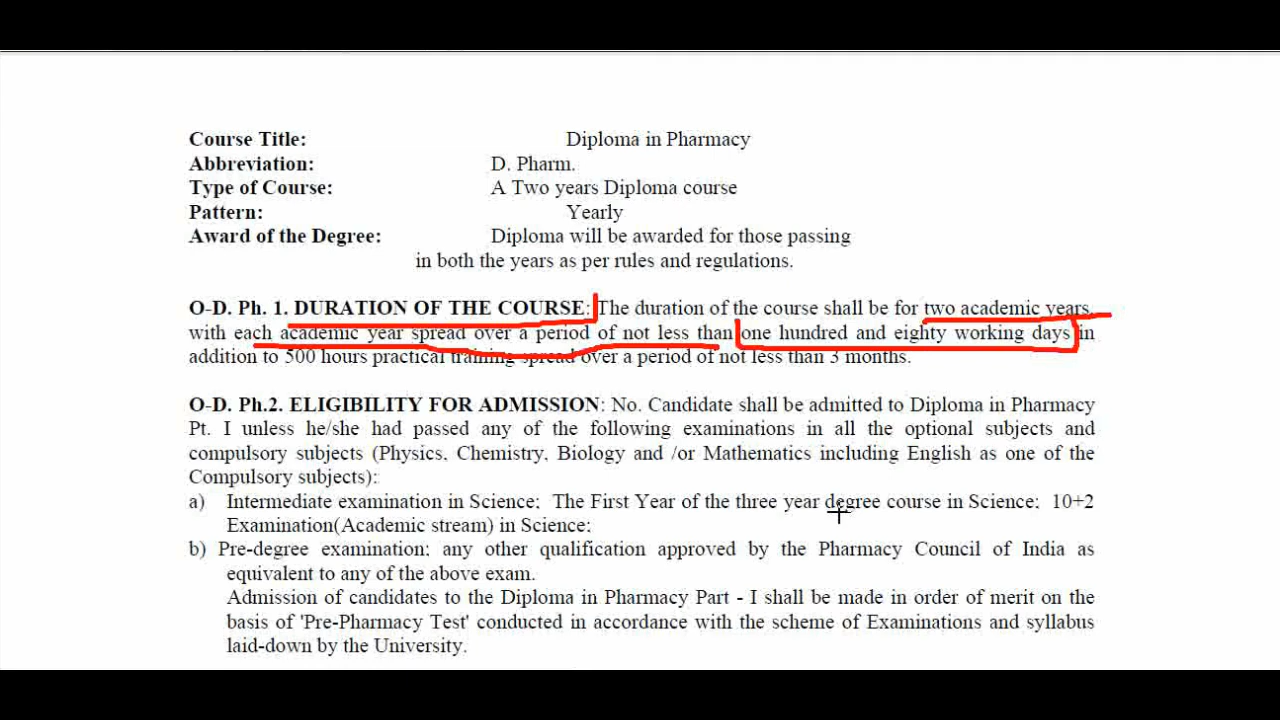 Course Title: Diploma in Pharmacy
Abbreviation: D. Pharm.
Type of Course: A Two years Diploma course
Pattern: Yearly
Award of the Degree: Diploma will be awarded for those passing
in both the years as per rules and regulations.
O-D. Ph. 1. DURATION OF THE COURSE: The duration of the course shall be for two academic years,
with each academic year spread over a period of not less than one hundred and eighty working days in
addition to 500 hours practical training spread over a period of not less than 3 months.
O-D. Ph.2. ELIGIBILITY FOR ADMISSION: No. Candidate shall be admitted to Diploma in Pharmacy
Pt. I unless he/she had passed any of the following examinations in all the optional subjects and
compulsory subjects (Physics, Chemistry, Biology and /or Mathematics including English as one of the
Compulsory subjects):
a) Intermediate examination in Science; The First Year of the three year degree course in Science; 10+2
Examination(Academic stream) in Science;
b) Pre-degree examination; any other qualification approved by the Pharmacy Council of India as
equivalent to any of the above exam.
Admission of candidates to the Diploma in Pharmacy Part - I shall be made in order of merit on the
basis of 'Pre-Pharmacy Test' conducted in accordance with the scheme of Examinations and syllabus
laid-down by the University.